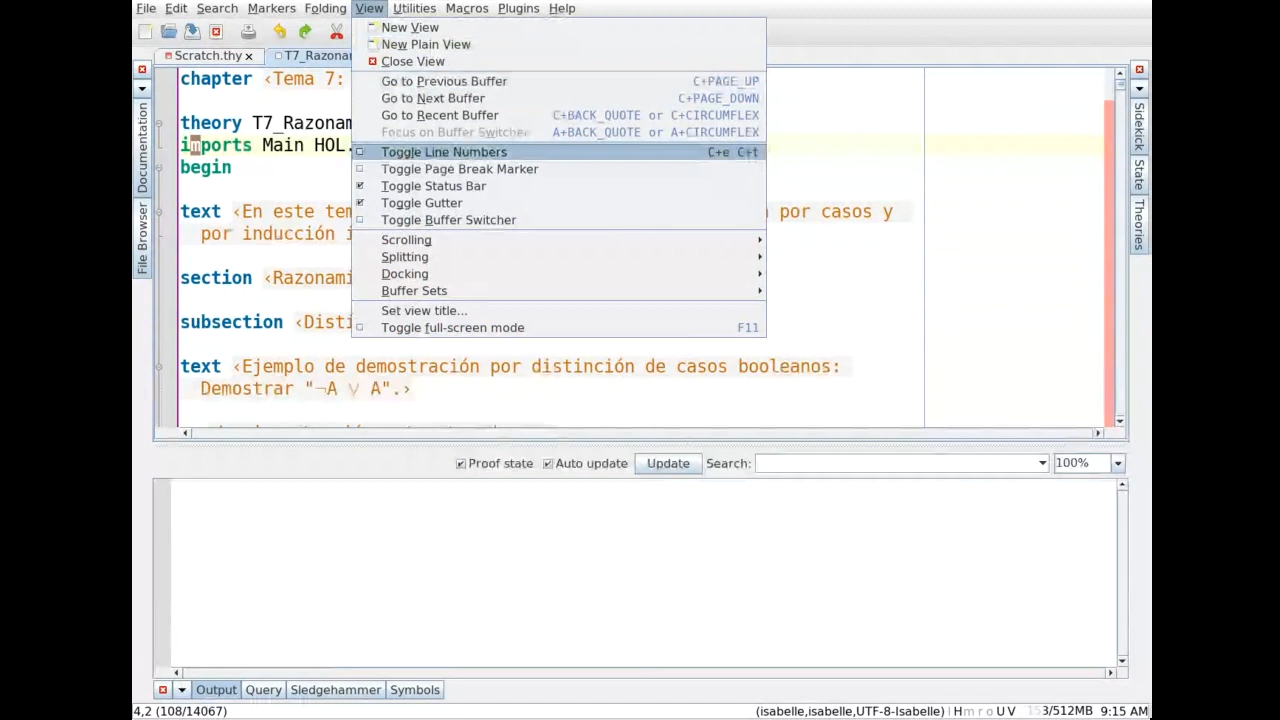 File Edit Search Markers Folding View Utilities Macros Plugins Help
New View
New Plain View
Close View
Go to Previous Buffer C+PAGE_UP
Go to Next Buffer C+PAGE_DOWN
Go to Recent Buffer C+BACK_QUOTE or C+CIRCUMFLEX
Focus on Buffer Switcher A+BACK_QUOTE or A+CIRCUMFLEX
Toggle Line Numbers C+e C+t
Toggle Page Break Marker
Toggle Status Bar
Toggle Gutter
Toggle Buffer Switcher
Scrolling
Splitting
Docking
Buffer Sets
Set view title...
Toggle full-screen mode F11
Scratch.thy T7_Razonam
chapter ‹Tema 7:
theory T7_Razonam
imports Main HOL.
begin
text ‹En este tem por casos y
por inducción
section ‹Razonami
subsection ‹Disti
text ‹Ejemplo de demostración por distinción de casos booleanos:
Demostrar "¬A ∨ A".›
Documentation
File Browser
Sidekick
State
Theories
Proof state Auto update Update Search: 100%
Output Query Sledgehammer Symbols
4,2 (108/14067) (isabelle,isabelle,UTF-8-Isabelle) H m r o U V 153/512MB 9:15 AM